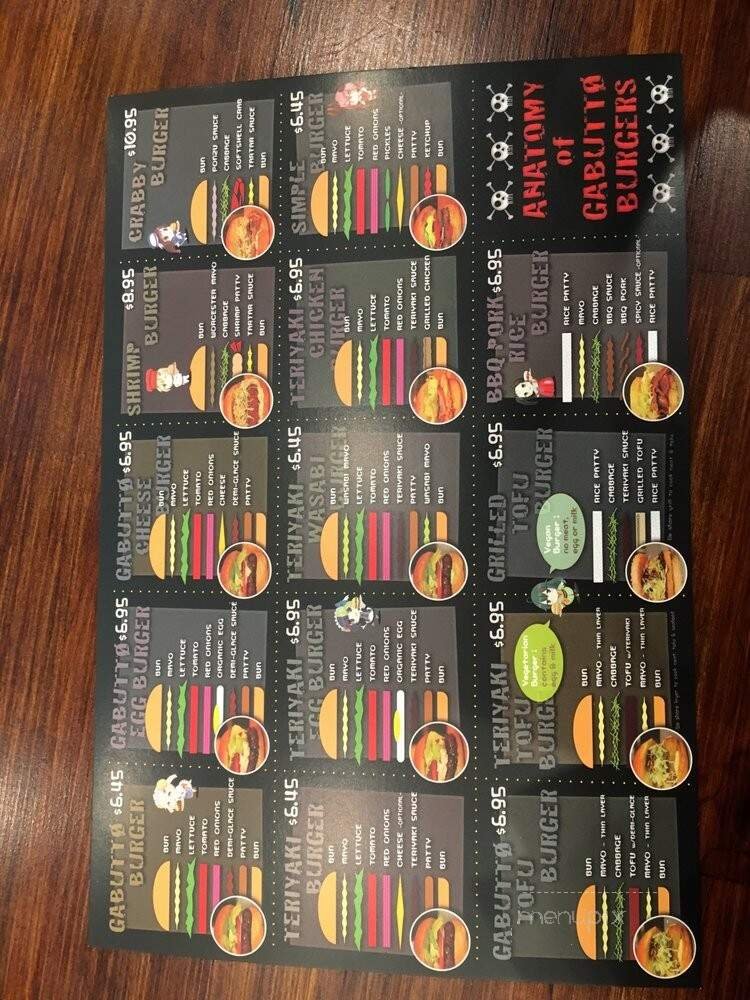 GABUTTØ $6.45
BURGER
BUN
MAYO
LETTUCE
TOMATO
RED ONIONS
DEMI-GLACE SAUCE
PATTY
BUN
GABUTTØ $6.95
EGG BURGER
BUN
MAYO
LETTUCE
TOMATO
RED ONIONS
ORGANIC EGG
DEMI-GLACE SAUCE
PATTY
BUN
GABUTTØ $6.95
CHEESE
BURGER
BUN
MAYO
LETTUCE
TOMATO
RED ONIONS
CHEESE
DEMI-GLACE SAUCE
PATTY
BUN
SHRIMP $8.95
BURGER
BUN
WORCESTER MAYO
CABBAGE
SHRIMP PATTY
TARTAR SAUCE
BUN
CRABBY $10.95
BURGER
BUN
PONZU SAUCE
CABBAGE
SOFTSHELL CRAB
TARTAR SAUCE
BUN
TERIYAKI $6.45
BURGER
BUN
MAYO
LETTUCE
TOMATO
RED ONIONS
CHEESE -OPTIONAL-
TERIYAKI SAUCE
PATTY
BUN
TERIYAKI $6.95
EGG BURGER
BUN
MAYO
LETTUCE
TOMATO
RED ONIONS
ORGANIC EGG
TERIYAKI SAUCE
PATTY
BUN
TERIYAKI $6.45
WASABI
BURGER
BUN
WASABI MAYO
LETTUCE
TOMATO
RED ONIONS
TERIYAKI SAUCE
PATTY
WASABI MAYO
BUN
TERIYAKI $6.95
CHICKEN
BURGER
BUN
MAYO
LETTUCE
TOMATO
RED ONIONS
TERIYAKI SAUCE
GRILLED CHICKEN
BUN
SIMPLE $6.45
BURGER
BUN
MAYO
LETTUCE
TOMATO
RED ONIONS
PICKLES
CHEESE -OPTIONAL-
PATTY
KETCHUP
BUN
GABUTTØ $6.95
TOFU BURGER
BUN
MAYO - THIN LAYER
CABBAGE
TOFU W/DEMI-GLACE
MAYO - THIN LAYER
BUN
TERIYAKI $6.95
TOFU
BURGER
Vegetarian
Burger :
contains
egg & milk
BUN
MAYO - THIN LAYER
CABBAGE
TOFU W/TERIYAKI
MAYO - THIN LAYER
BUN
GRILLED $6.95
TOFU
BURGER
Vegan
Burger :
no meat,
egg or milk
RICE PATTY
CABBAGE
TERIYAKI SAUCE
GRILLED TOFU
RICE PATTY
BBQ PORK $6.95
RICE
BURGER
RICE PATTY
MAYO
CABBAGE
BBQ SAUCE
BBQ PORK
SPICY SAUCE -OPTIONAL-
RICE PATTY
ANATOMY
of
GABUTTØ
BURGERS
menupix